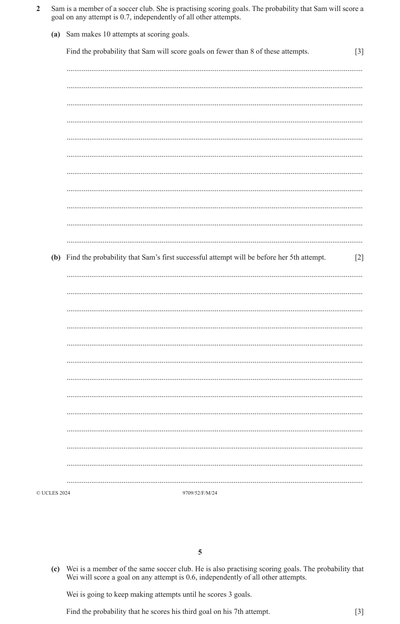 2 Sam is a member of a soccer club. She is practising scoring goals. The probability that Sam will score a
goal on any attempt is 0.7, independently of all other attempts.
(a) Sam makes 10 attempts at scoring goals.
Find the probability that Sam will score goals on fewer than 8 of these attempts. [3]
(b) Find the probability that Sam's first successful attempt will be before her 5th attempt. [2]
© UCLES 2024 9709/52/F/M/24
5
(c) Wei is a member of the same soccer club. He is also practising scoring goals. The probability that
Wei will score a goal on any attempt is 0.6, independently of all other attempts.
Wei is going to keep making attempts until he scores 3 goals.
Find the probability that he scores his third goal on his 7th attempt. [3]